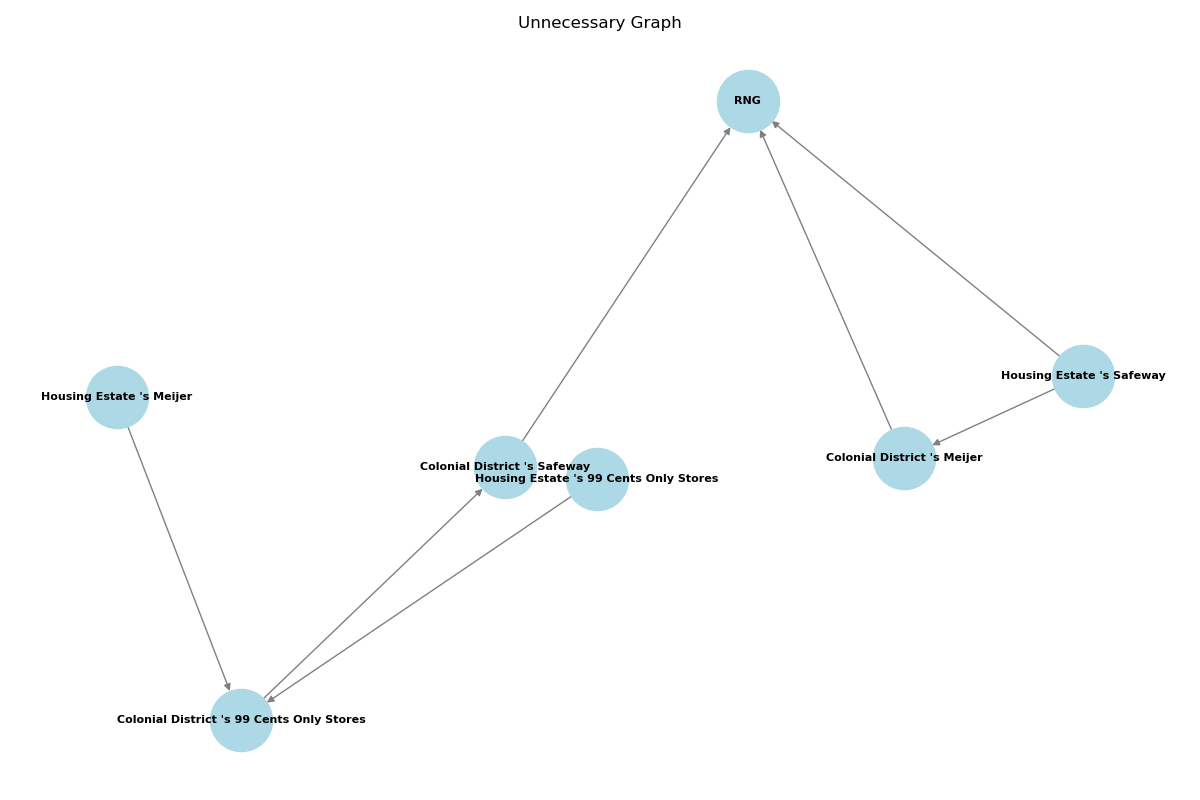 Unnecessary Graph
RNG
Housing Estate 's Safeway
Housing Estate 's Meijer
Colonial District 's Meijer
Colonial District 's Safeway
Housing Estate 's 99 Cents Only Stores
Colonial District 's 99 Cents Only Stores